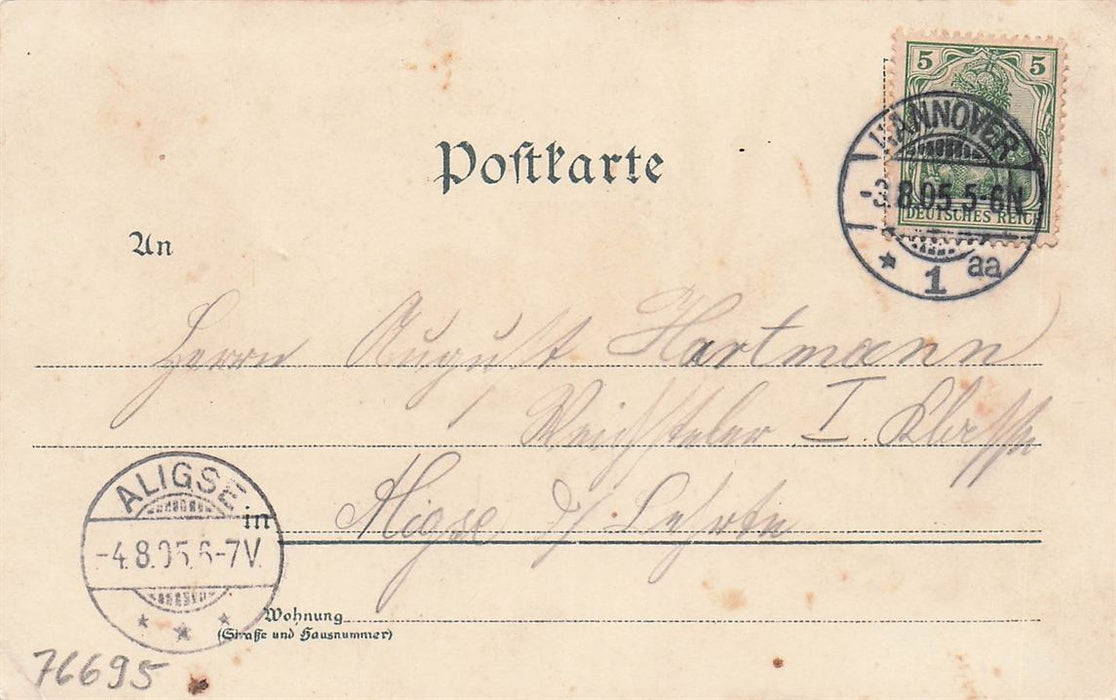 5 5
DEUTSCHES REICH
HANNOVER
-3.8.05.5-6N
* 1 aa
Postkarte
An
Herrn August Hartmann
I. Klasse
Aligse b/ Lehrte
in
ALIGSE
-4.8.05.6-7V.
* * *
Wohnung
(Straße und Hausnummer)
76695